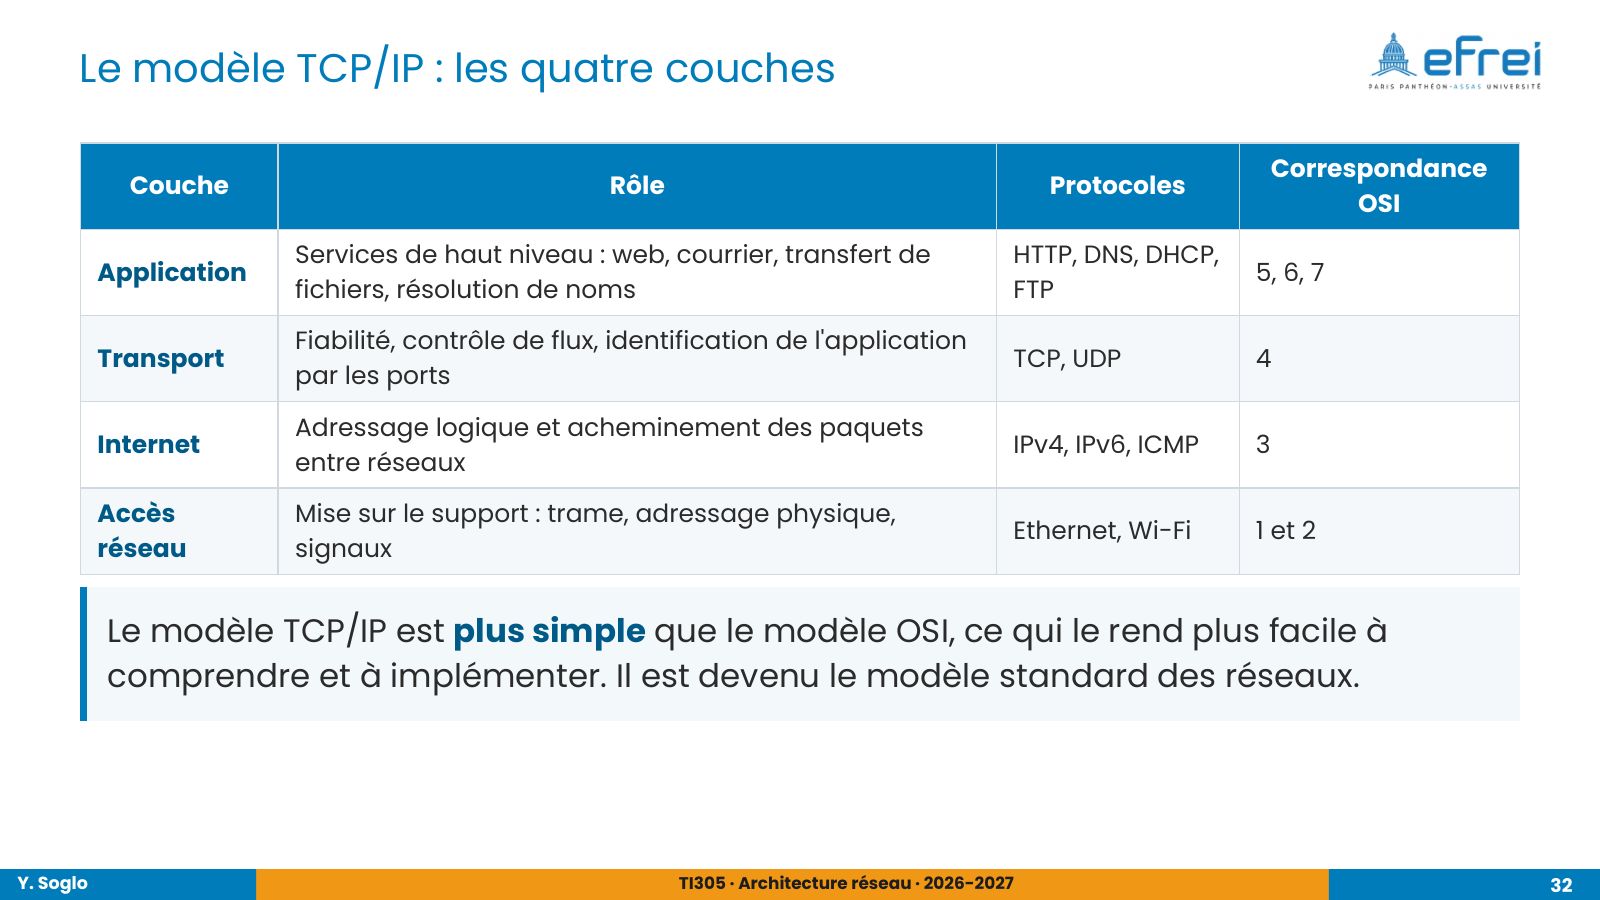 Le modèle TCP/IP : les quatre couches
efrei
PARIS PANTHÉON-ASSAS UNIVERSITÉ
Couche
Rôle
Protocoles
Correspondance
OSI
Application
Services de haut niveau : web, courrier, transfert de
fichiers, résolution de noms
HTTP, DNS, DHCP,
FTP
5, 6, 7
Transport
Fiabilité, contrôle de flux, identification de l'application
par les ports
TCP, UDP
4
Internet
Adressage logique et acheminement des paquets
entre réseaux
IPv4, IPv6, ICMP
3
Accès
réseau
Mise sur le support : trame, adressage physique,
signaux
Ethernet, Wi-Fi
1 et 2
Le modèle TCP/IP est plus simple que le modèle OSI, ce qui le rend plus facile à
comprendre et à implémenter. Il est devenu le modèle standard des réseaux.
Y. Soglo
TI305 · Architecture réseau · 2026-2027
32